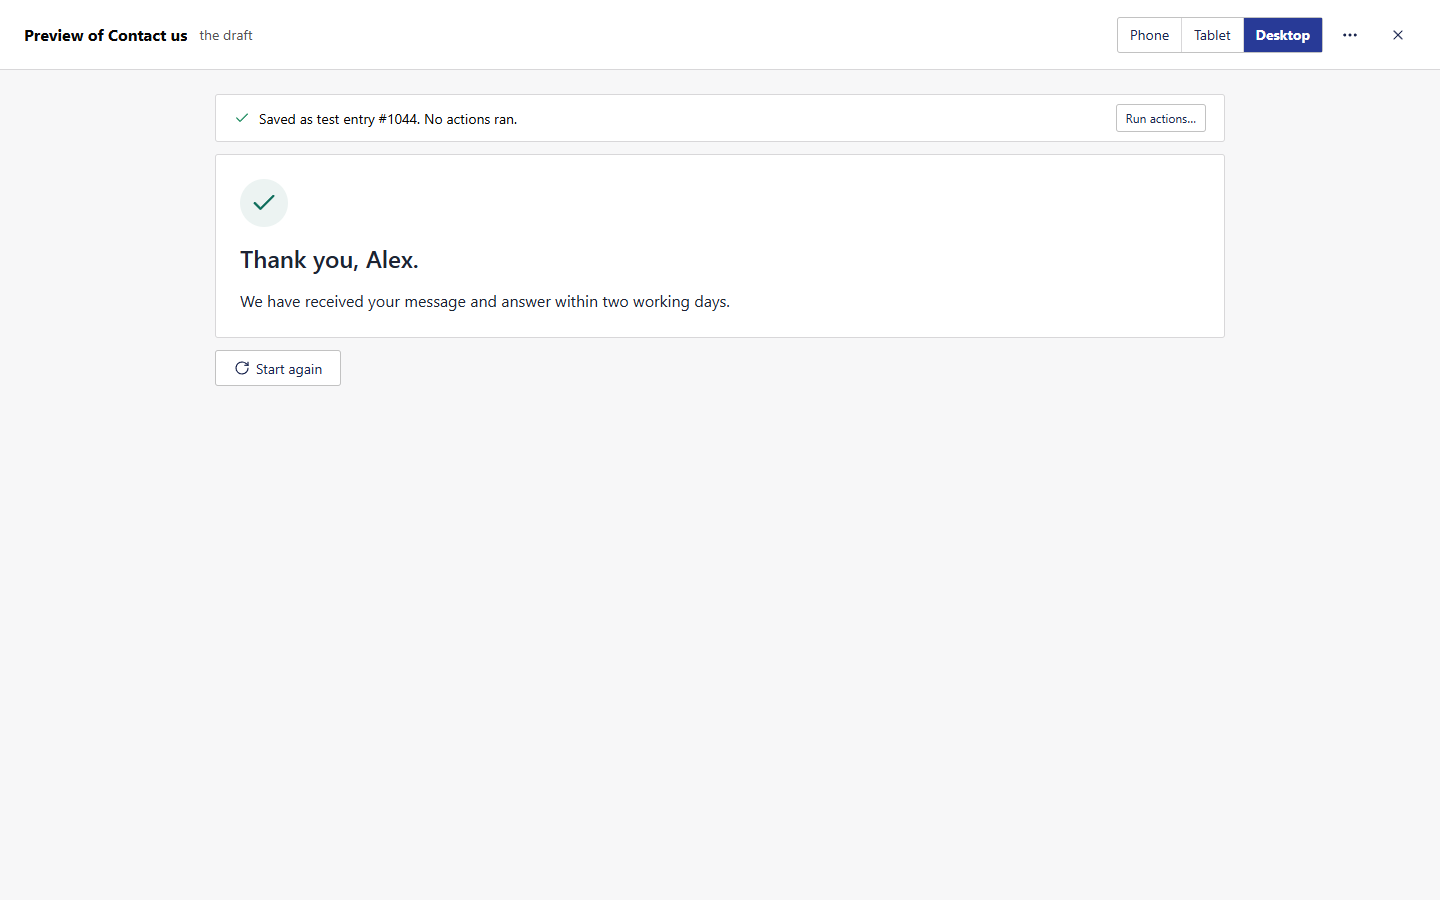 Preview of Contact us the draft
Phone Tablet Desktop
Saved as test entry #1044. No actions ran.
Run actions...
Thank you, Alex.
We have received your message and answer within two working days.
Start again